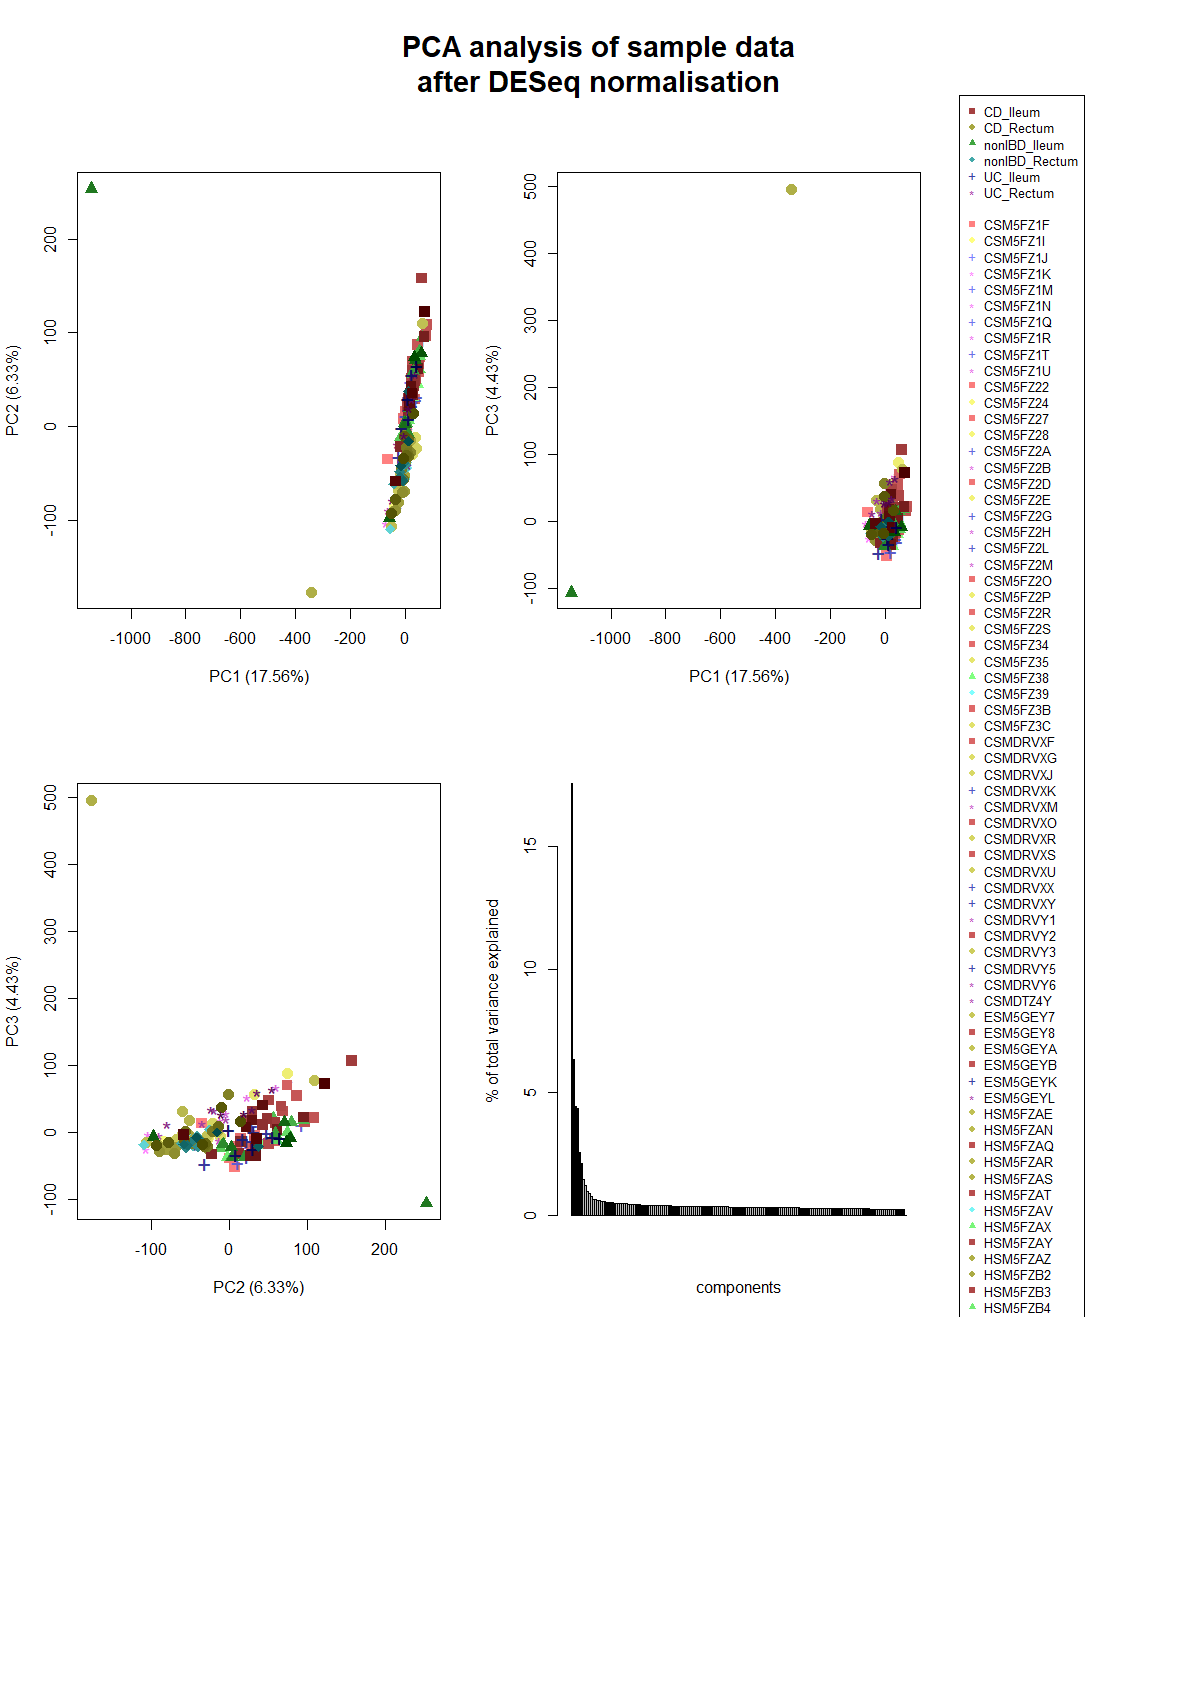 PCA analysis of sample data
after DESeq normalisation
PC2 (6.33%)
-100
0
100
200
-1000
-800
-600
-400
-200
0
PC1 (17.56%)
PC3 (4.43%)
-100
0
100
200
300
400
500
-1000
-800
-600
-400
-200
0
PC1 (17.56%)
PC3 (4.43%)
-100
0
100
200
300
400
500
-100
0
100
200
PC2 (6.33%)
% of total variance explained
0
5
10
15
components
CD_Ileum
CD_Rectum
nonIBD_Ileum
nonIBD_Rectum
UC_Ileum
UC_Rectum
CSM5FZ1F
CSM5FZ1I
CSM5FZ1J
CSM5FZ1K
CSM5FZ1M
CSM5FZ1N
CSM5FZ1Q
CSM5FZ1R
CSM5FZ1T
CSM5FZ1U
CSM5FZ22
CSM5FZ24
CSM5FZ27
CSM5FZ28
CSM5FZ2A
CSM5FZ2B
CSM5FZ2D
CSM5FZ2E
CSM5FZ2G
CSM5FZ2H
CSM5FZ2L
CSM5FZ2M
CSM5FZ2O
CSM5FZ2P
CSM5FZ2R
CSM5FZ2S
CSM5FZ34
CSM5FZ35
CSM5FZ38
CSM5FZ39
CSM5FZ3B
CSM5FZ3C
CSMDRVXF
CSMDRVXG
CSMDRVXJ
CSMDRVXK
CSMDRVXM
CSMDRVXO
CSMDRVXR
CSMDRVXS
CSMDRVXU
CSMDRVXX
CSMDRVXY
CSMDRVY1
CSMDRVY2
CSMDRVY3
CSMDRVY5
CSMDRVY6
CSMDTZ4Y
ESM5GEY7
ESM5GEY8
ESM5GEYA
ESM5GEYB
ESM5GEYK
ESM5GEYL
HSM5FZAE
HSM5FZAN
HSM5FZAQ
HSM5FZAR
HSM5FZAS
HSM5FZAT
HSM5FZAV
HSM5FZAX
HSM5FZAY
HSM5FZAZ
HSM5FZB2
HSM5FZB3
HSM5FZB4